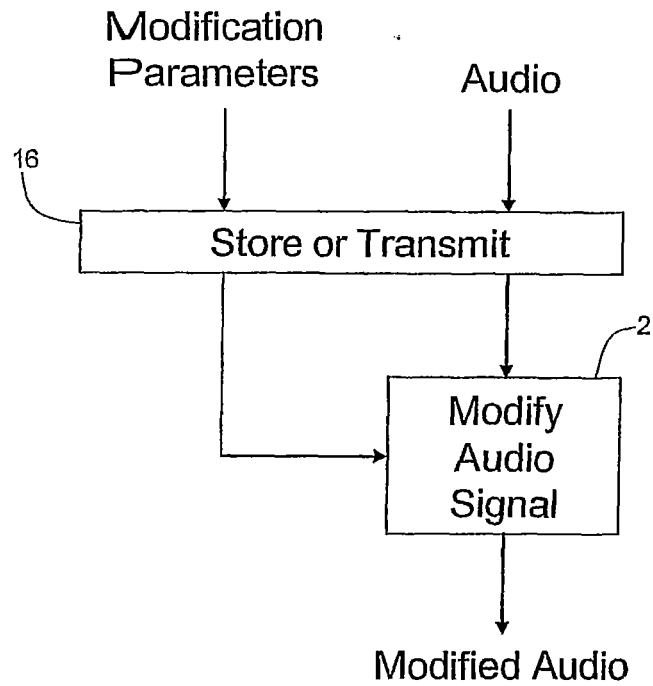 Modification
Parameters
Audio
16
Store or Transmit
2
Modify
Audio
Signal
Modified Audio